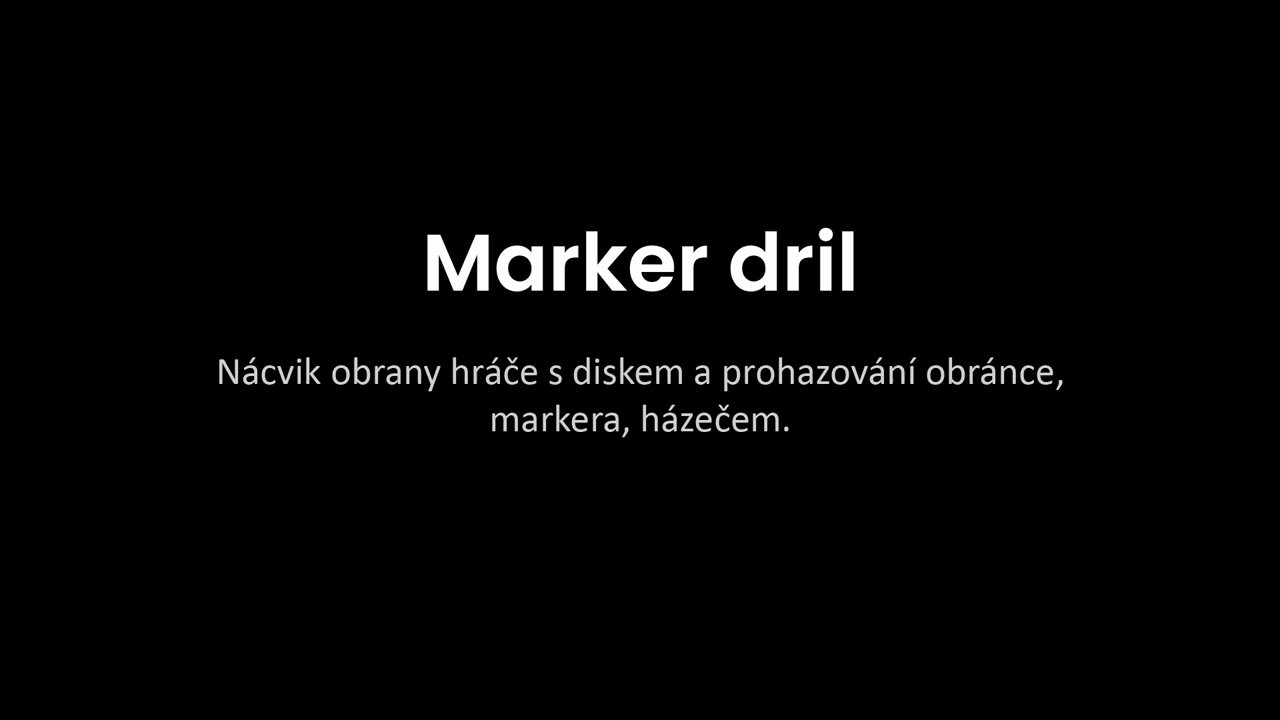 Marker dril
Nácvik obrany hráče s diskem a prohazování obránce,
markera, házečem.